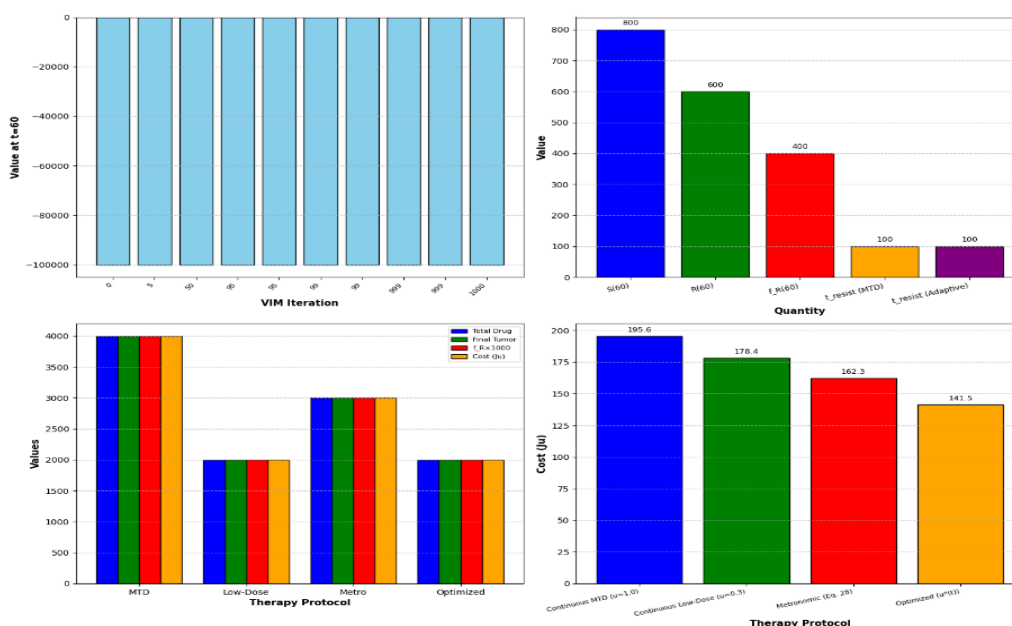 0
−20000
−40000
−60000
−80000
−100000
Value at t=60
0 5 50 95 95 99 99 999 999 1000
VIM Iteration
800
700
600
500
400
300
200
100
0
Value
800
600
400
100
100
S(60) R(60) f_R(60) t_resist (MTD) t_resist (Adaptive)
Quantity
4000
3500
3000
2500
2000
1500
1000
500
0
Values
Total Drug
Final Tumor
f_R×1000
Cost (Ju)
MTD Low-Dose Metro Optimized
Therapy Protocol
200
175
150
125
100
75
50
25
0
Cost (Ju)
195.6
178.4
162.3
141.5
Continuous MTD (u~1.0) Continuous Low-Dose (u=0.3) Metronomic (Eq. 28) Optimized (u*(t))
Therapy Protocol